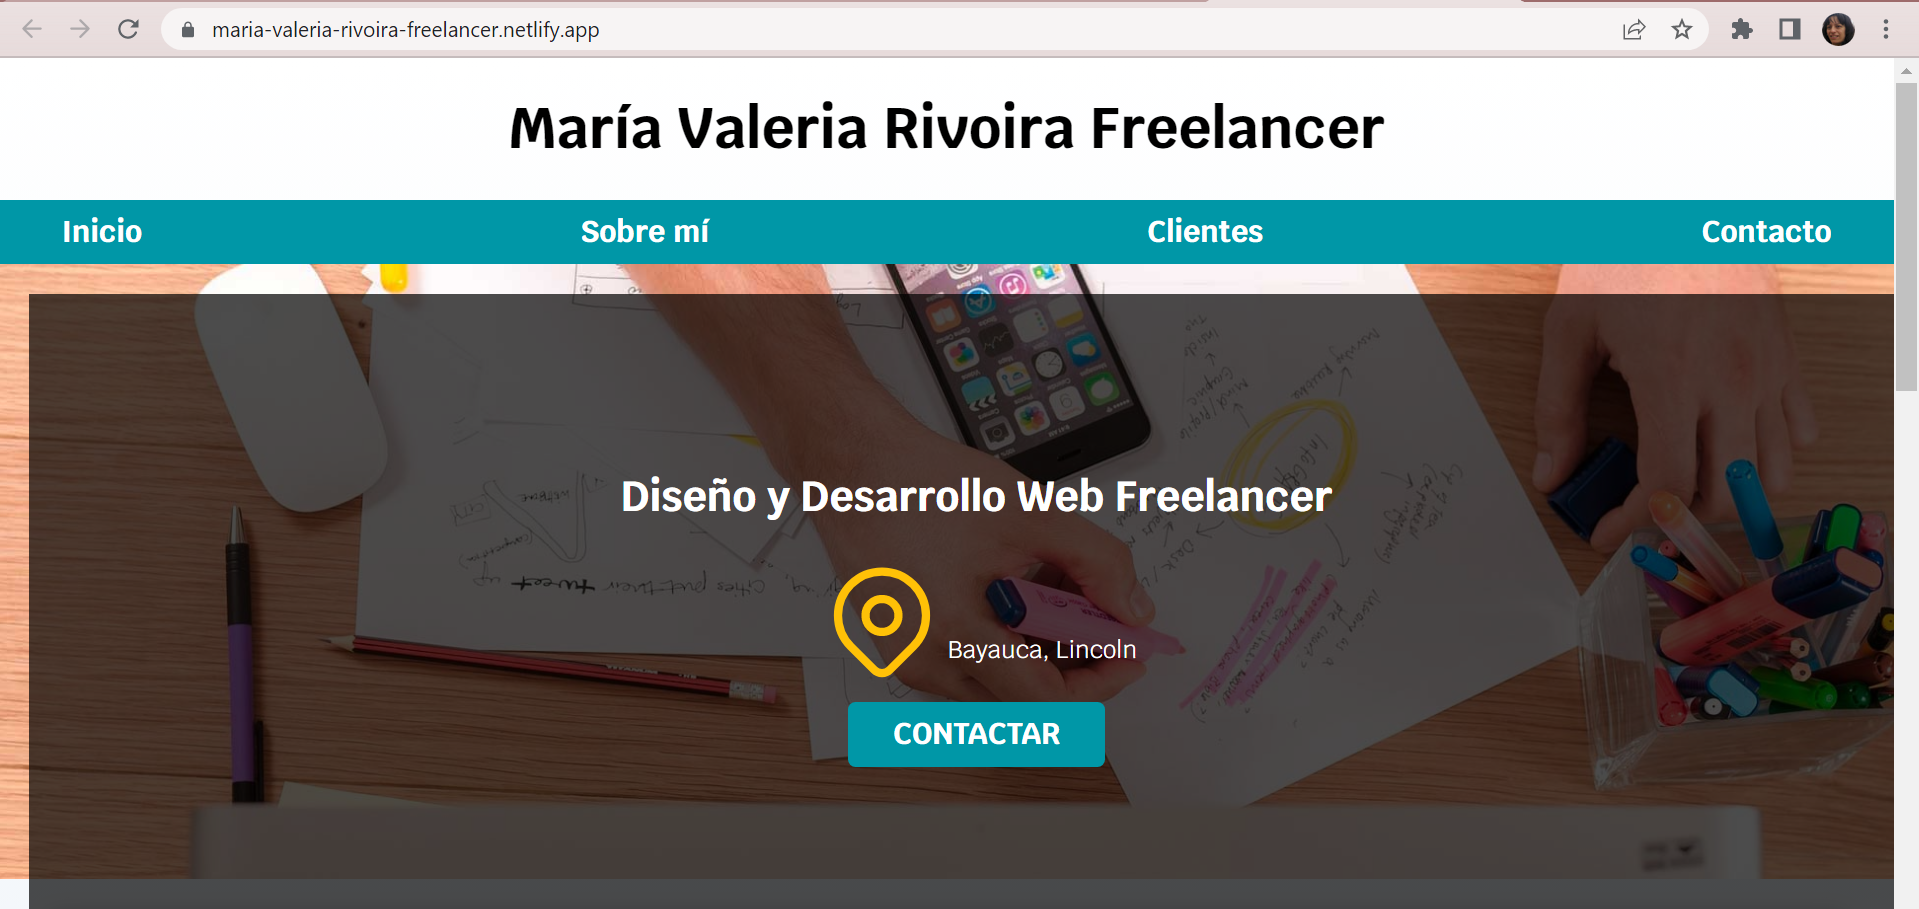 maria-valeria-rivoira-freelancer.netlify.app
María Valeria Rivoira Freelancer
Inicio Sobre mí Clientes Contacto
Diseño y Desarrollo Web Freelancer
Bayauca, Lincoln
CONTACTAR